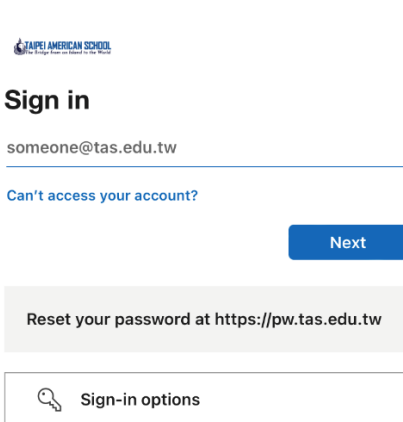 TAIPEI AMERICAN SCHOOL
The Bridge from an Island to the World
Sign in
someone@tas.edu.tw
Can't access your account?
Next
Reset your password at https://pw.tas.edu.tw
Sign-in options